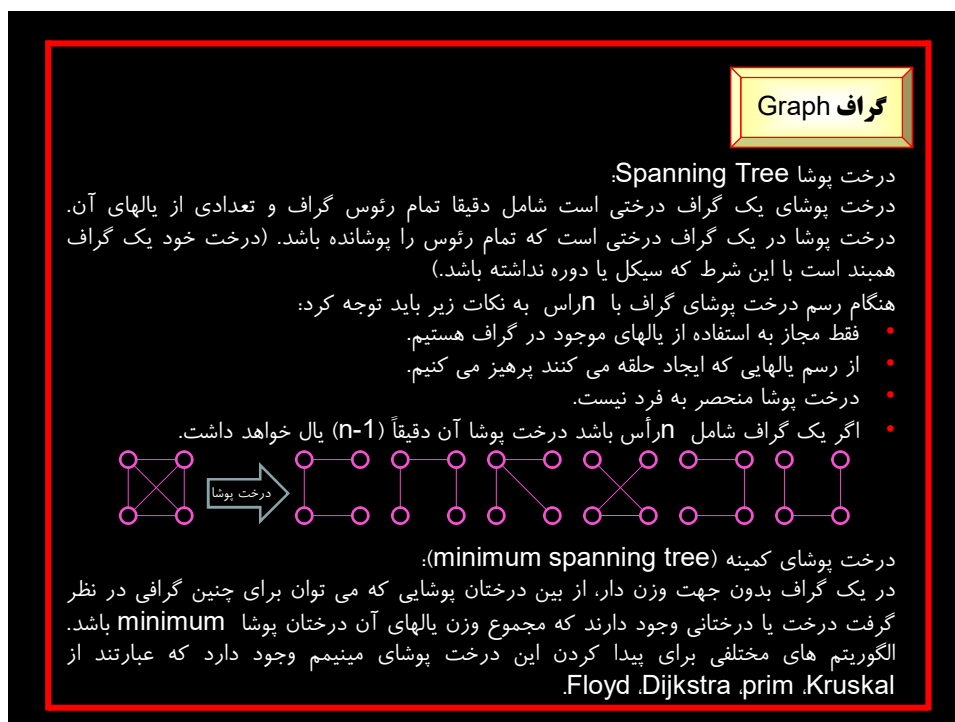 گراف Graph
درخت پوشا Spanning Tree:
درخت پوشای یک گراف درختی است شامل دقیقا تمام رئوس گراف و تعدادی از یالهای آن.
درخت پوشا در یک گراف درختی است که تمام رئوس را پوشانده باشد. (درخت خود یک گراف
همبند است با این شرط که سیکل یا دوره نداشته باشد.)
هنگام رسم درخت پوشای گراف با n راس به نکات زیر باید توجه کرد:
• فقط مجاز به استفاده از یالهای موجود در گراف هستیم.
• از رسم یالهایی که ایجاد حلقه می کنند پرهیز می کنیم.
• درخت پوشا منحصر به فرد نیست.
• اگر یک گراف شامل n رأس باشد درخت پوشا آن دقیقاً (n-1) یال خواهد داشت.
درخت پوشا
درخت پوشای کمینه (minimum spanning tree):
در یک گراف بدون جهت وزن دار، از بین درختان پوشایی که می توان برای چنین گرافی در نظر
گرفت درخت یا درختانی وجود دارند که مجموع وزن یالهای آن درختان پوشا minimum باشد.
الگوریتم های مختلفی برای پیدا کردن این درخت پوشای مینیمم وجود دارد که عبارتند از
Kruskal، prim، Dijkstra، Floyd.